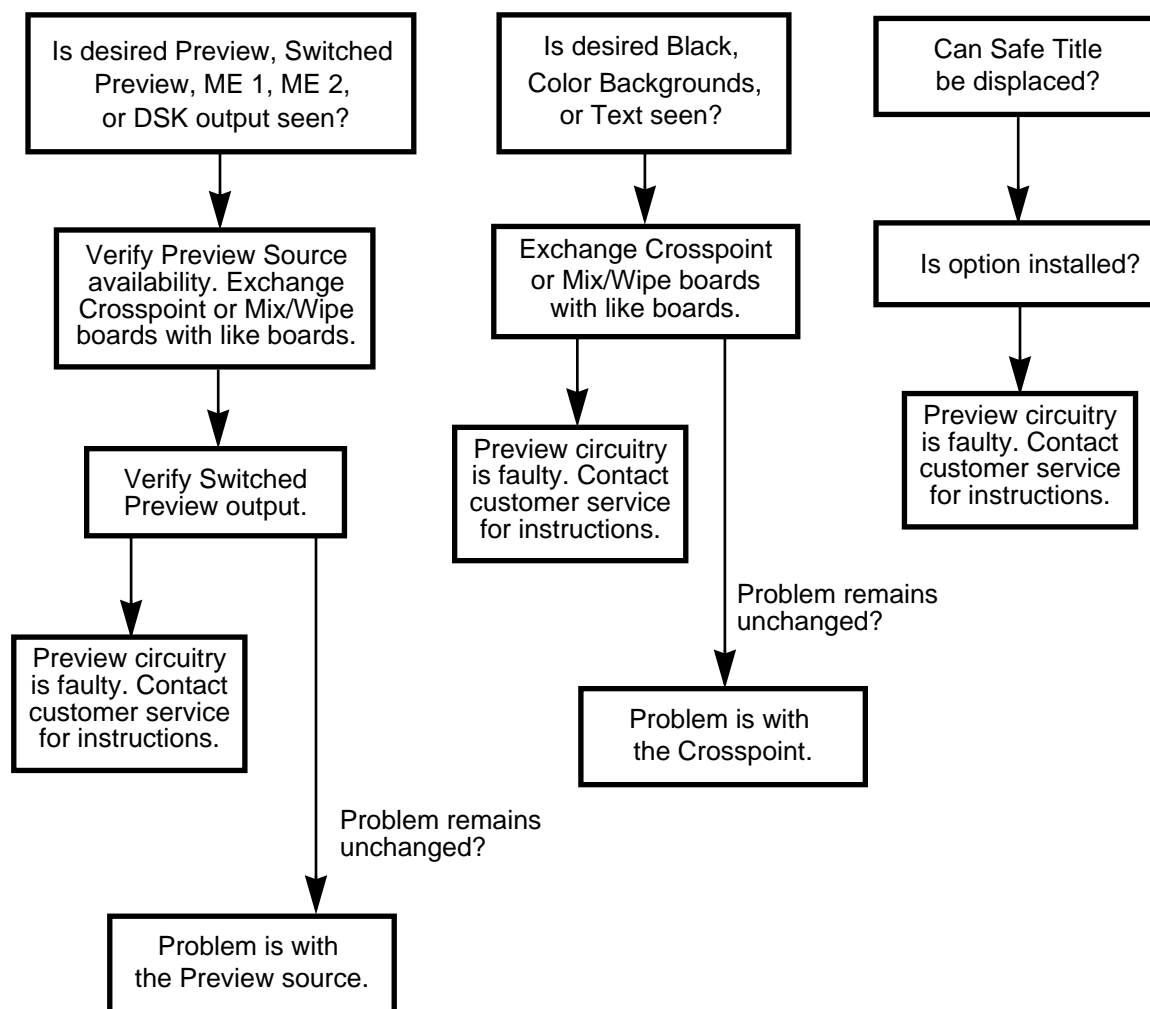 Is desired Preview, Switched
Preview, ME 1, ME 2,
or DSK output seen?
Verify Preview Source
availability. Exchange
Crosspoint or Mix/Wipe
boards with like boards.
Verify Switched
Preview output.
Preview circuitry
is faulty. Contact
customer service
for instructions.
Problem remains
unchanged?
Problem is with
the Preview source.
Is desired Black,
Color Backgrounds,
or Text seen?
Exchange Crosspoint
or Mix/Wipe boards
with like boards.
Preview circuitry
is faulty. Contact
customer service
for instructions.
Problem remains
unchanged?
Problem is with
the Crosspoint.
Can Safe Title
be displaced?
Is option installed?
Preview circuitry
is faulty. Contact
customer service
for instructions.